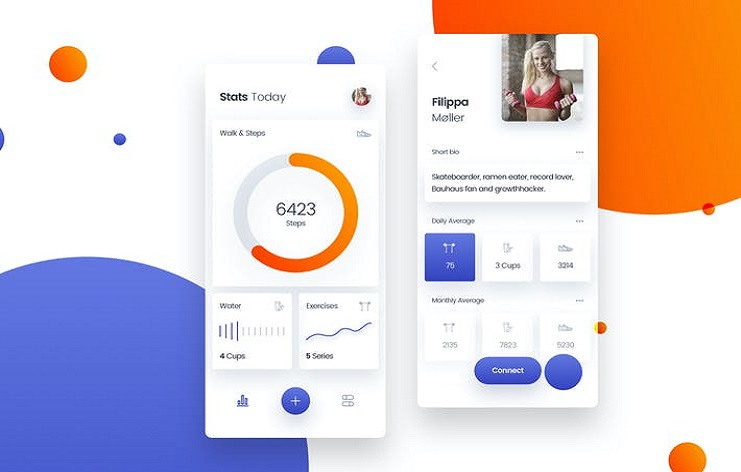 Stats Today
Walk & Steps
6423
Steps
Water
4 Cups
Exercises
5 Series
Filippa
Møller
Short bio
Skateboarder, ramen eater, record lover,
Bauhaus fan and growthhacker.
Daily Average
75
3 Cups
3214
Monthly Average
2135
7823
5230
Connect